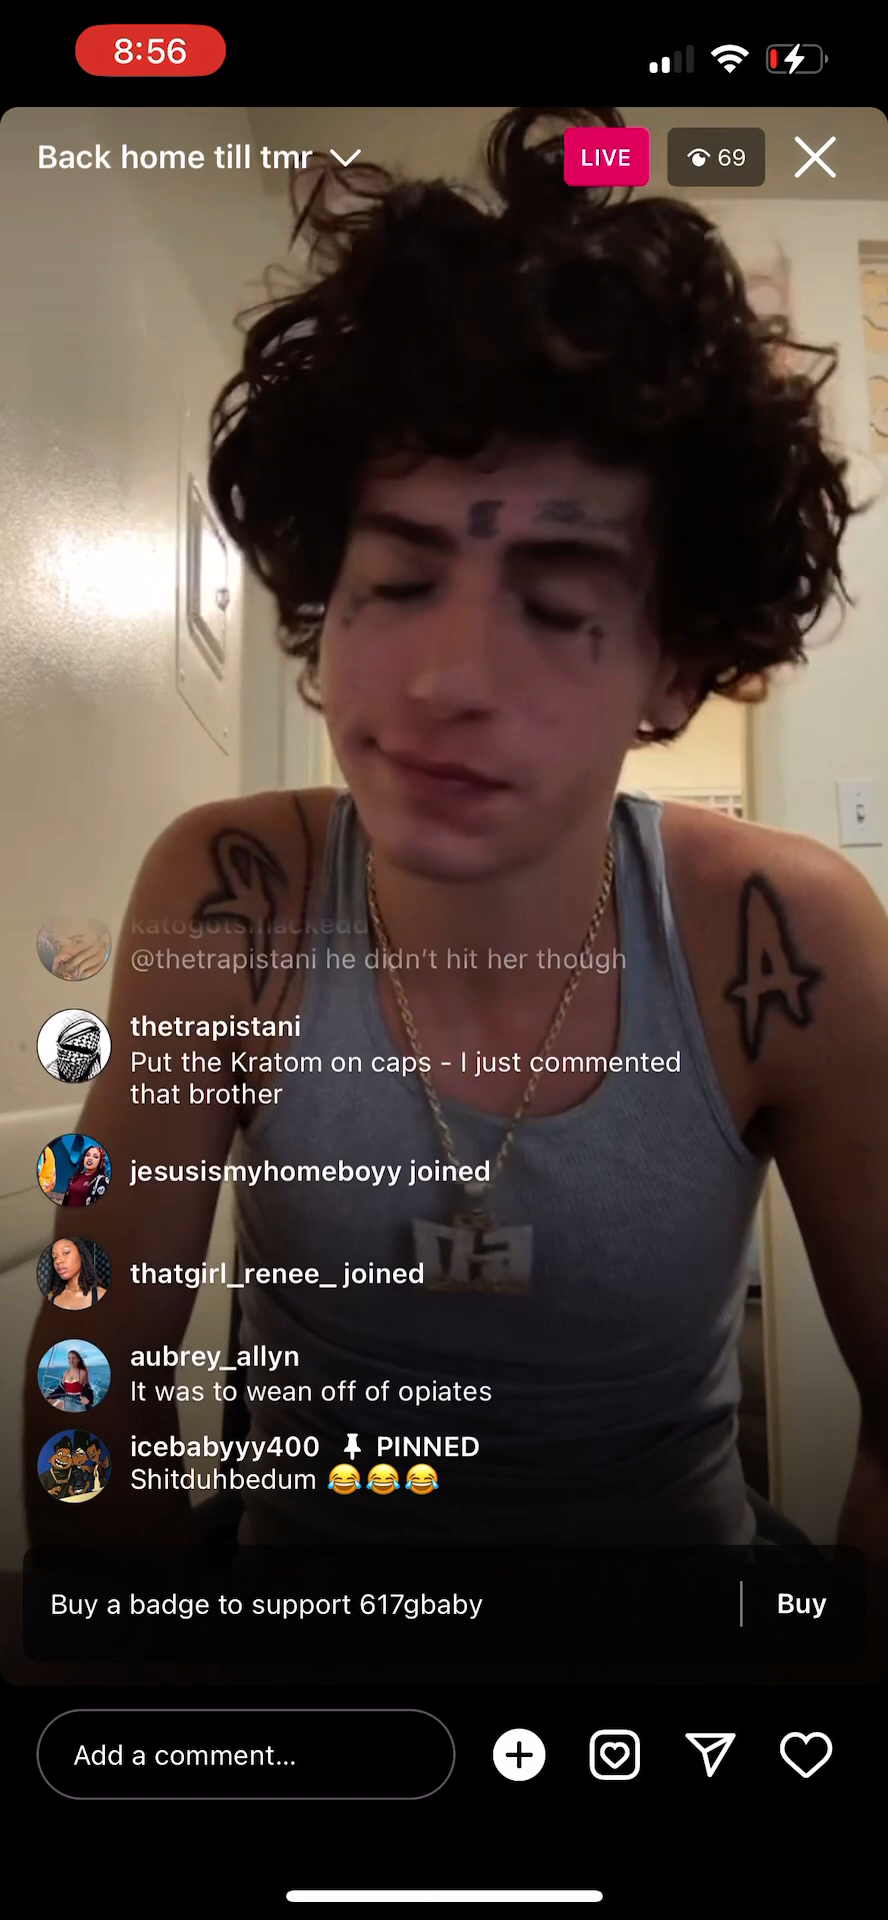 8:56
Back home till tmr
LIVE
69
A
katogotsmackedd
@thetrapistani he didn’t hit her though
thetrapistani
Put the Kratom on caps - I just commented
that brother
jesusismyhomeboyy joined
thatgirl_renee_ joined
aubrey_allyn
It was to wean off of opiates
icebabyyy400 PINNED
Shitduhbedum 😂😂😂
Buy a badge to support 617gbaby
Buy
Add a comment...